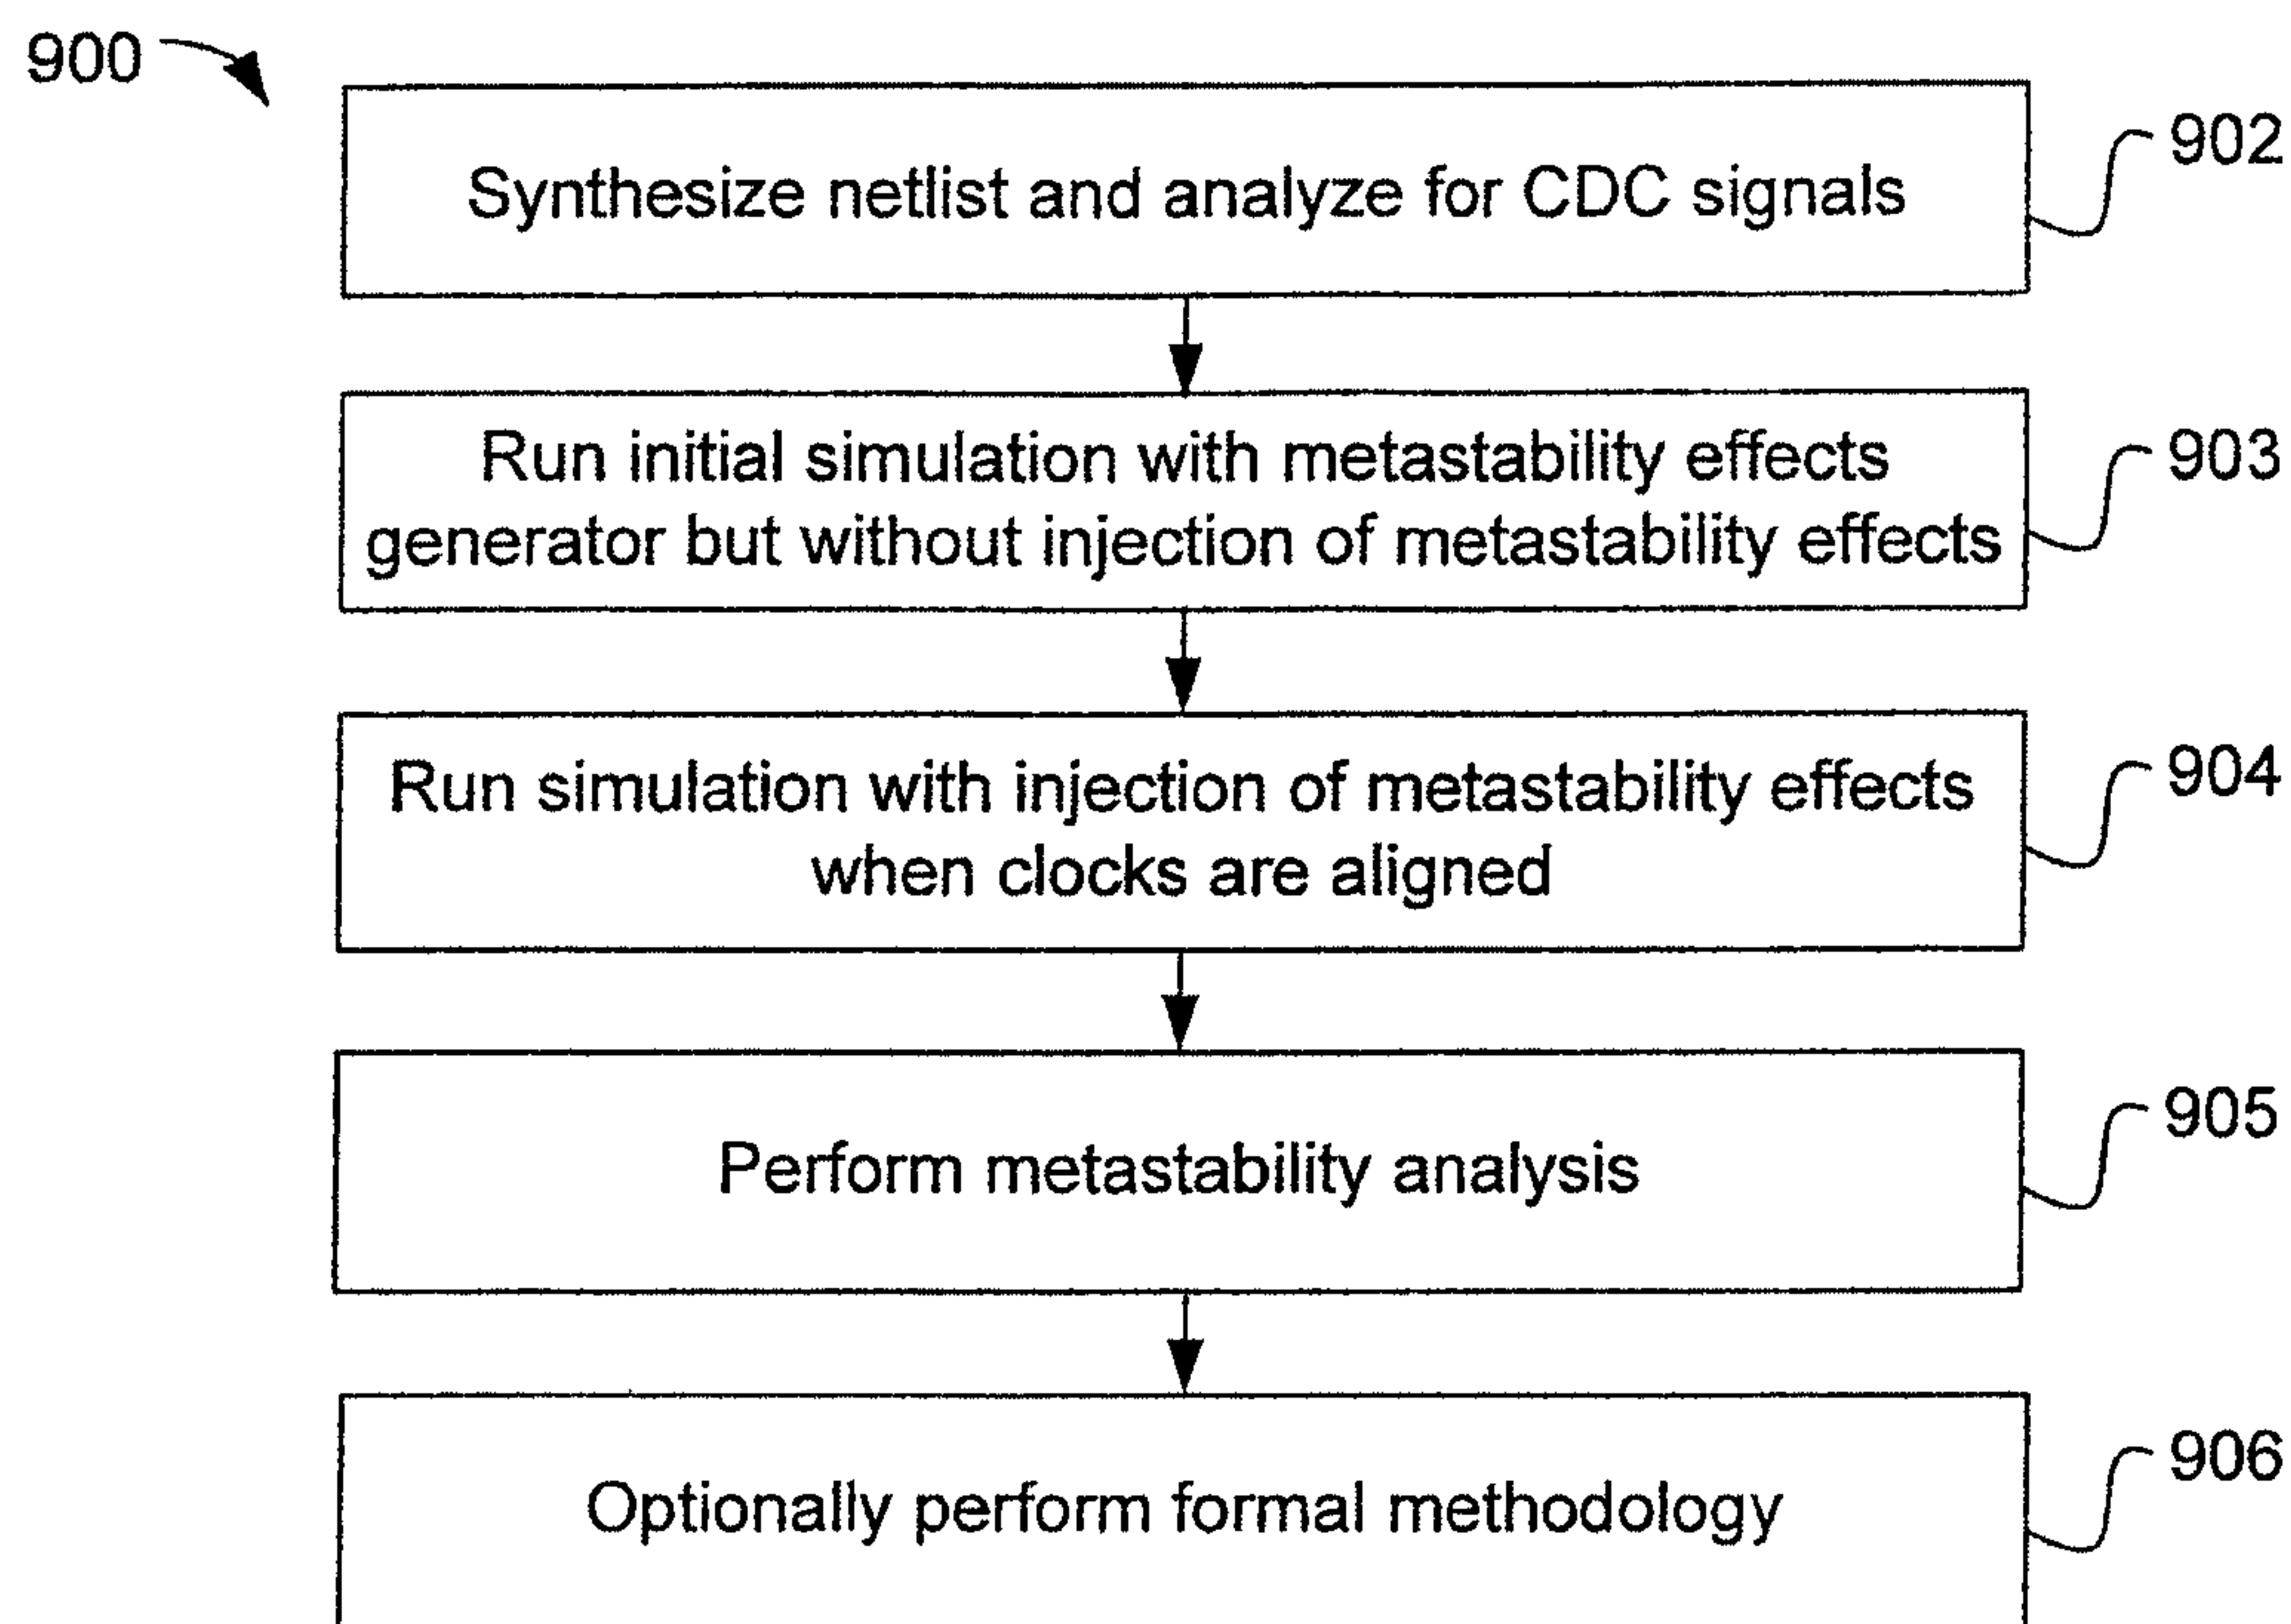 900
Synthesize netlist and analyze for CDC signals
902
Run initial simulation with metastability effects
generator but without injection of metastability effects
903
Run simulation with injection of metastability effects
when clocks are aligned
904
Perform metastability analysis
905
Optionally perform formal methodology
906